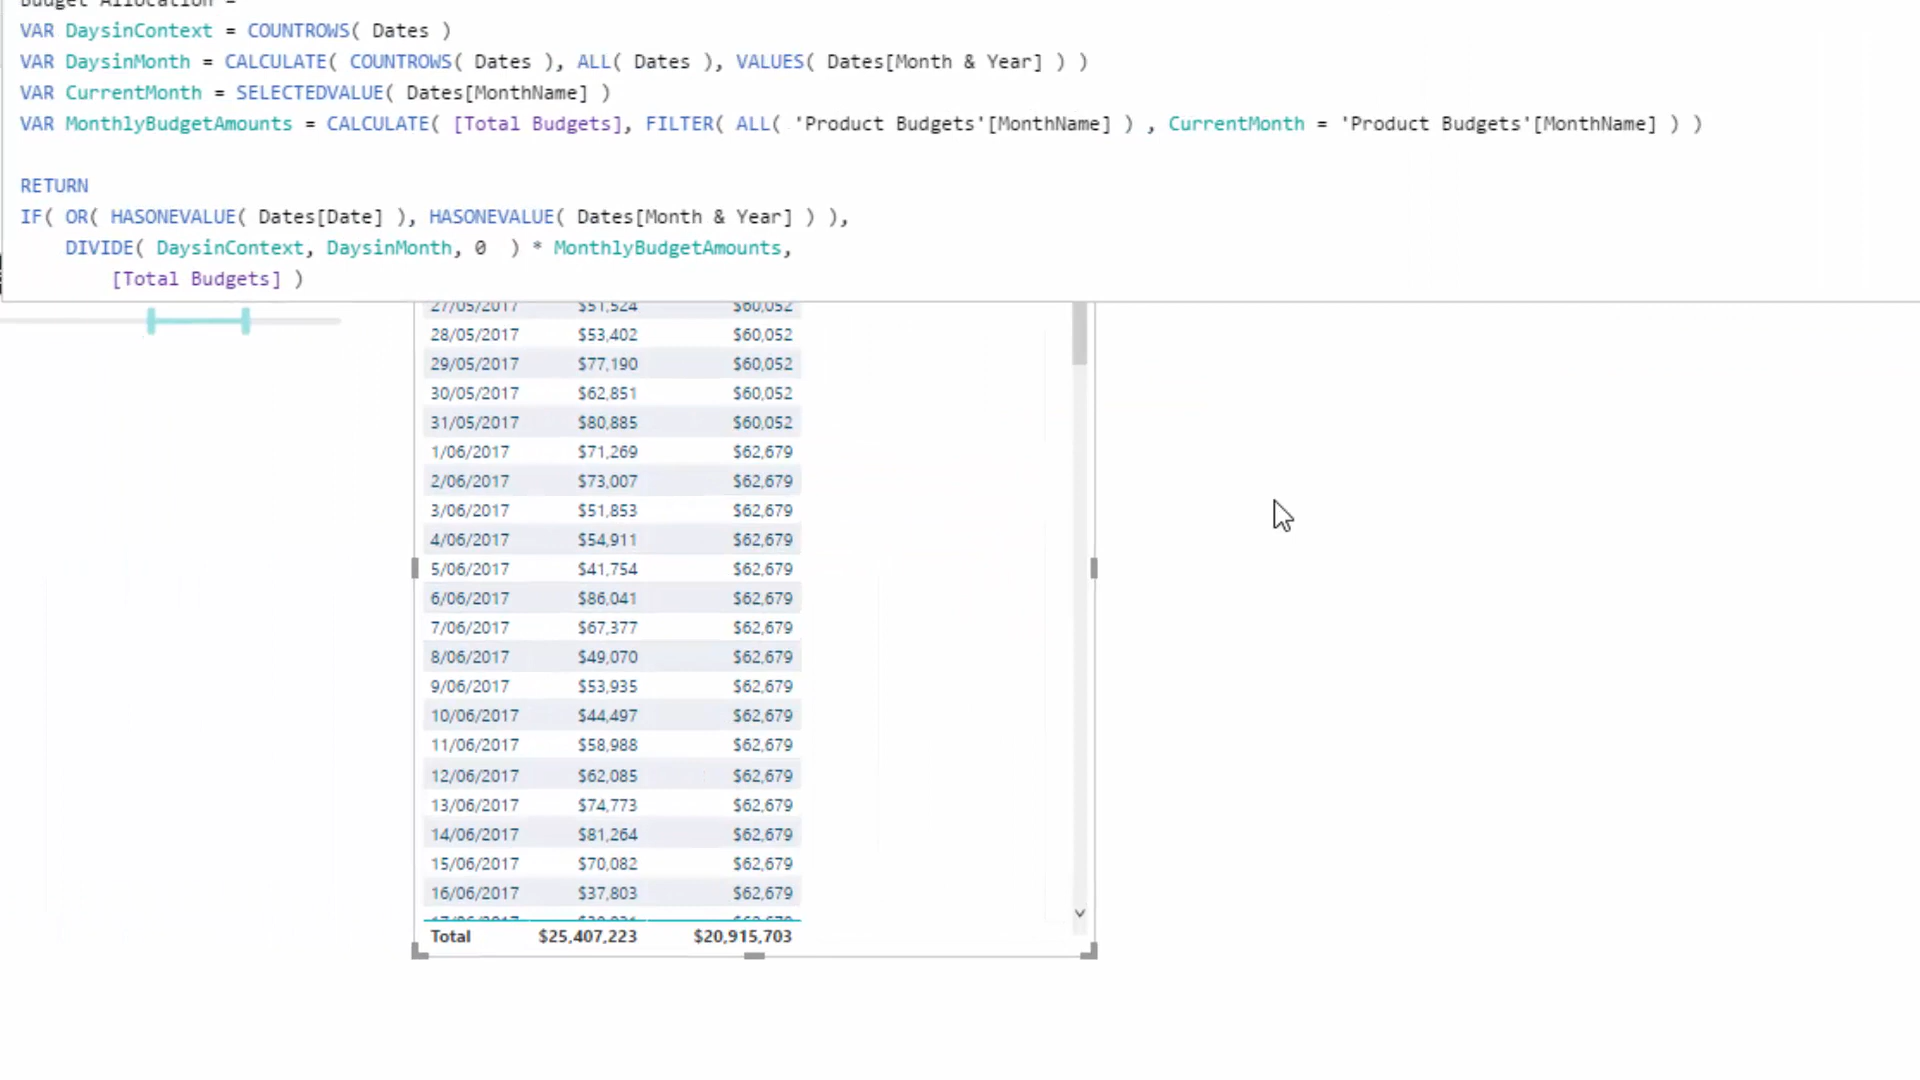 Budget Allocation =
VAR DaysinContext = COUNTROWS( Dates )
VAR DaysinMonth = CALCULATE( COUNTROWS( Dates ), ALL( Dates ), VALUES( Dates[Month & Year] ) )
VAR CurrentMonth = SELECTEDVALUE( Dates[MonthName] )
VAR MonthlyBudgetAmounts = CALCULATE( [Total Budgets], FILTER( ALL( 'Product Budgets'[MonthName] ) , CurrentMonth = 'Product Budgets'[MonthName] ) )
RETURN
IF( OR( HASONEVALUE( Dates[Date] ), HASONEVALUE( Dates[Month & Year] ) ),
DIVIDE( DaysinContext, DaysinMonth, 0 ) * MonthlyBudgetAmounts,
[Total Budgets] )
27/05/2017 $51,524 $60,052
28/05/2017 $53,402 $60,052
29/05/2017 $77,190 $60,052
30/05/2017 $62,851 $60,052
31/05/2017 $80,885 $60,052
1/06/2017 $71,269 $62,679
2/06/2017 $73,007 $62,679
3/06/2017 $51,853 $62,679
4/06/2017 $54,911 $62,679
5/06/2017 $41,754 $62,679
6/06/2017 $86,041 $62,679
7/06/2017 $67,377 $62,679
8/06/2017 $49,070 $62,679
9/06/2017 $53,935 $62,679
10/06/2017 $44,497 $62,679
11/06/2017 $58,988 $62,679
12/06/2017 $62,085 $62,679
13/06/2017 $74,773 $62,679
14/06/2017 $81,264 $62,679
15/06/2017 $70,082 $62,679
16/06/2017 $37,803 $62,679
Total $25,407,223 $20,915,703